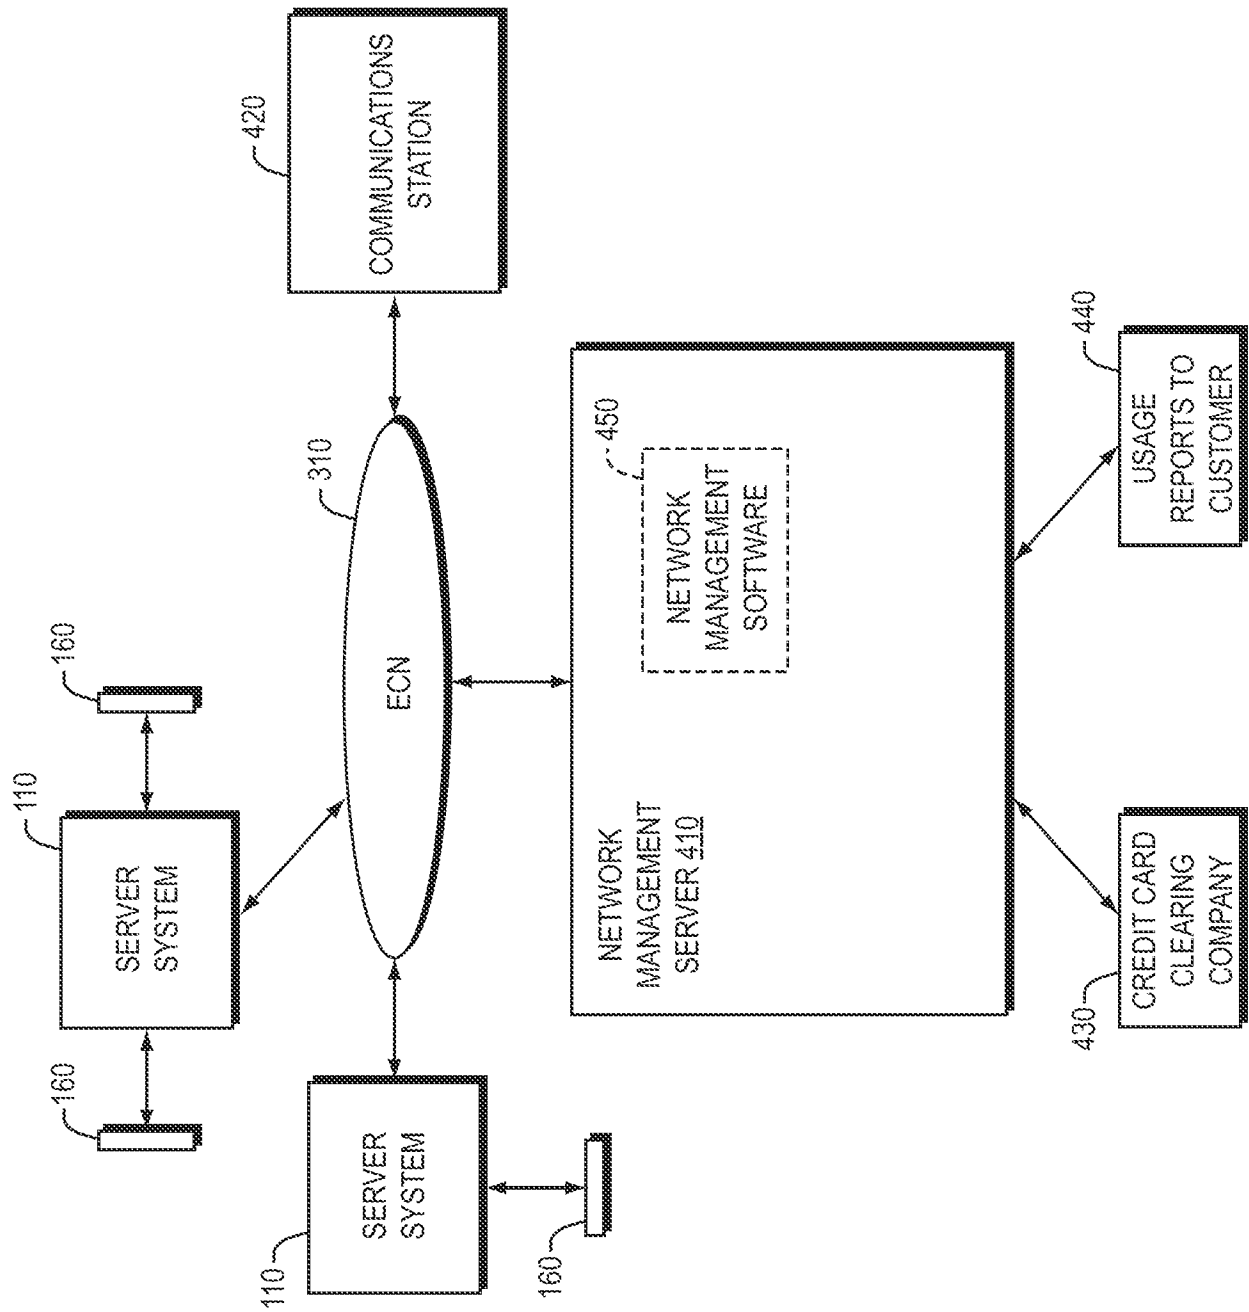 160
110
160
SERVER
SYSTEM
110
SERVER
SYSTEM
160
310
ECN
420
COMMUNICATIONS
STATION
NETWORK
MANAGEMENT
SERVER 410
450
NETWORK
MANAGEMENT
SOFTWARE
430
CREDIT CARD
CLEARING
COMPANY
440
USAGE
REPORTS TO
CUSTOMER